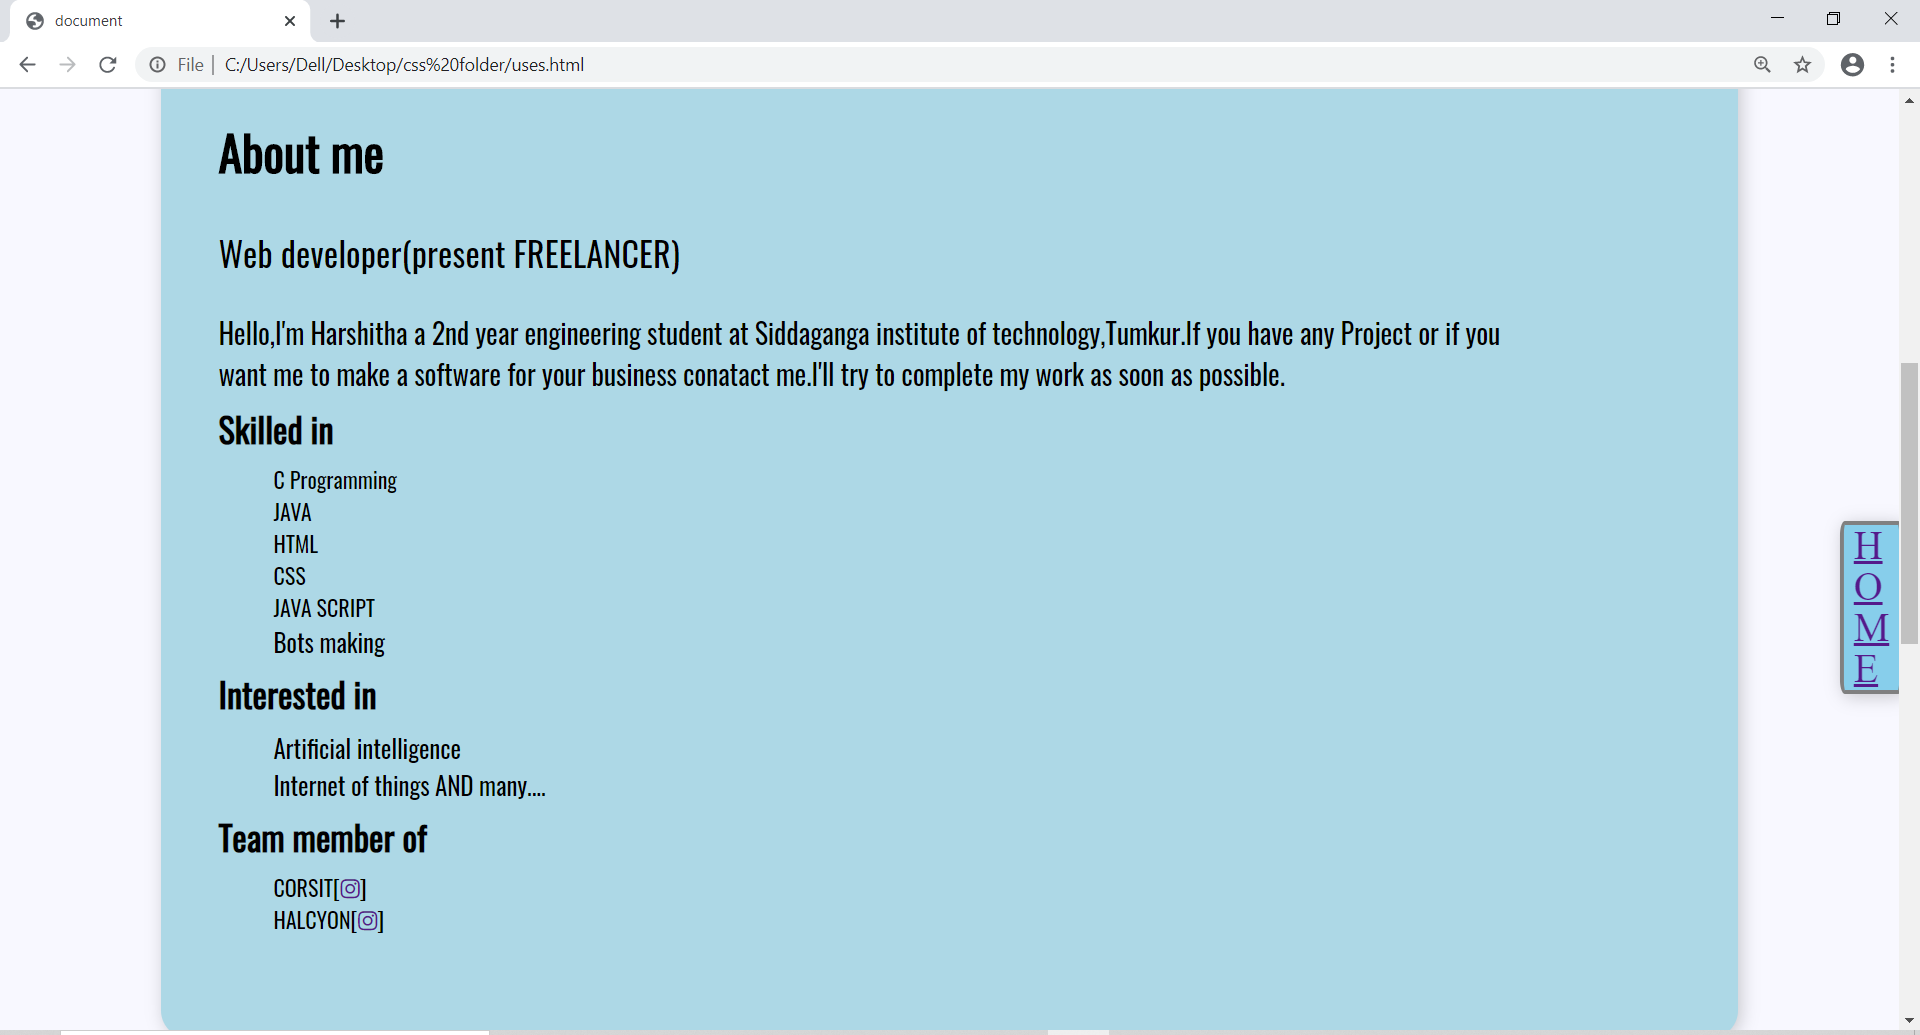 document
File
C:/Users/Dell/Desktop/css%20folder/uses.html
About me
Web developer(present FREELANCER)
Hello,I'm Harshitha a 2nd year engineering student at Siddaganga institute of technology,Tumkur.If you have any Project or if you
want me to make a software for your business conatact me.I'll try to complete my work as soon as possible.
Skilled in
C Programming
JAVA
HTML
CSS
JAVA SCRIPT
Bots making
Interested in
Artificial intelligence
Internet of things AND many....
Team member of
CORSIT[]
HALCYON[]
H
O
M
E